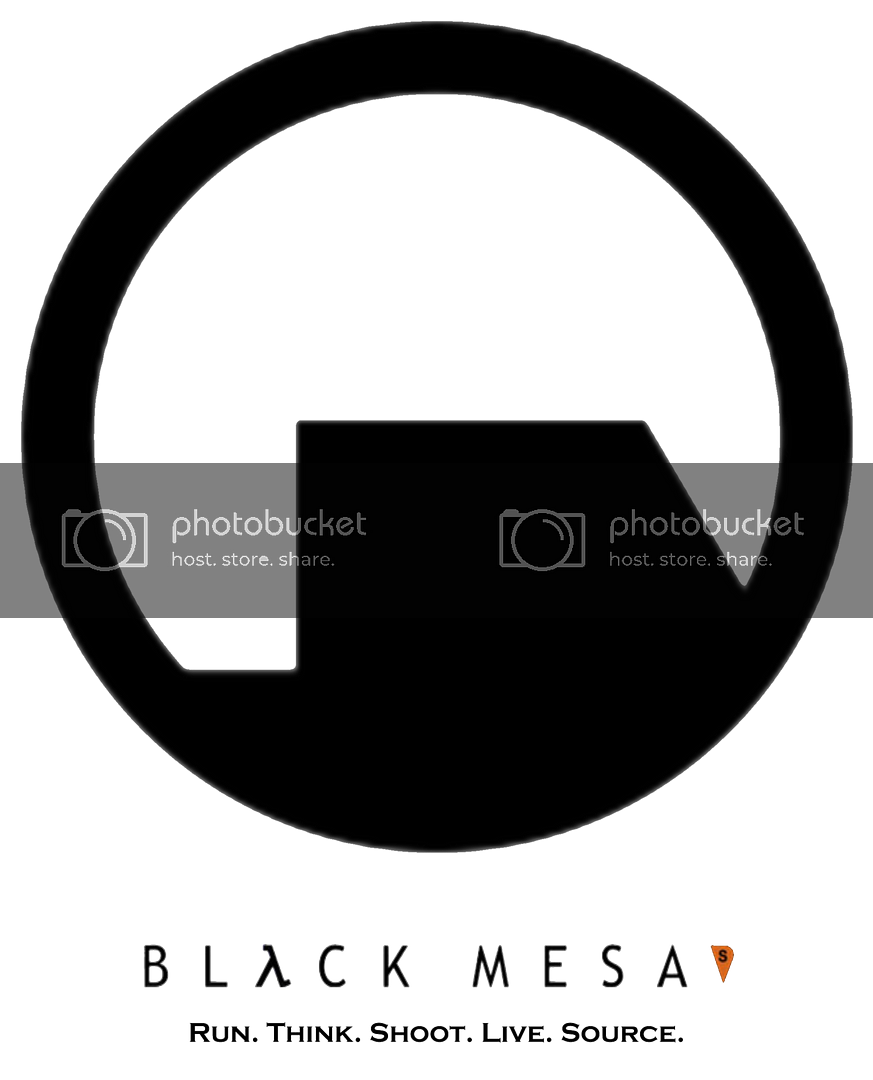 photobucket photobucket
host. store. share. host. store. share.
BLλCK MESA S
RUN. THINK. SHOOT. LIVE. SOURCE.